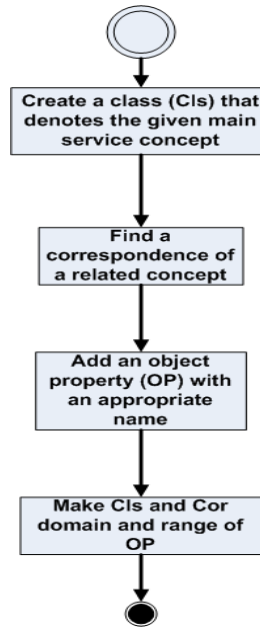 Create a class (Cls) that
denotes the given main
service concept
Find a
correspondence of
a related concept
Add an object
property (OP) with
an appropriate
name
Make Cls and Cor
domain and range of
OP